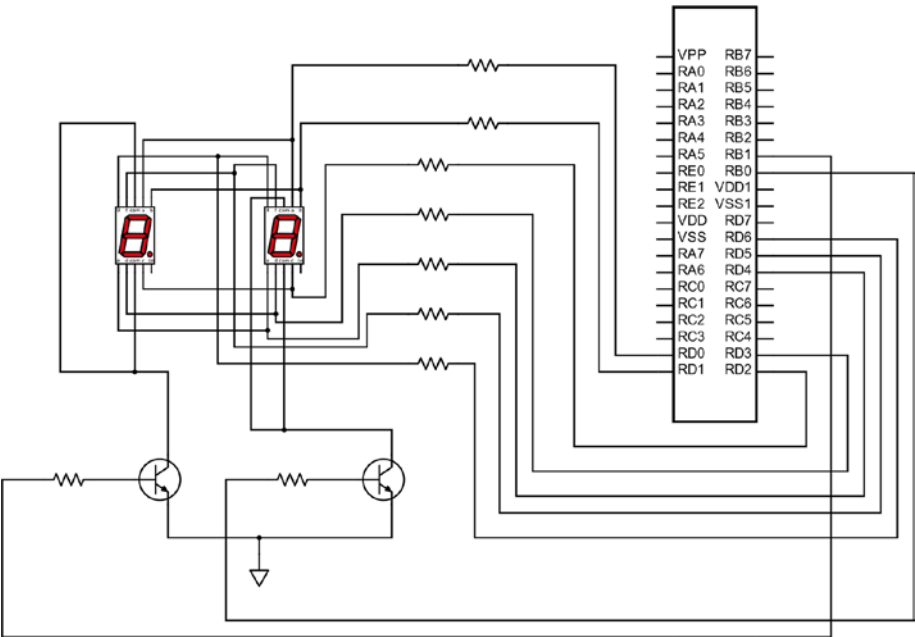 VPP RB7
RA0 RB6
RA1 RB5
RA2 RB4
RA3 RB3
RA4 RB2
RA5 RB1
RE0 RB0
RE1 VDD1
RE2 VSS1
VDD RD7
VSS RD6
RA7 RD5
RA6 RD4
RC0 RC7
RC1 RC6
RC2 RC5
RC3 RC4
RD0 RD3
RD1 RD2
8. 8.